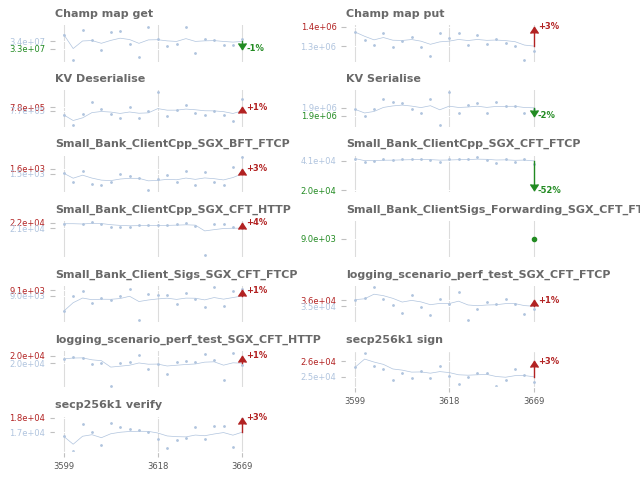 Champ map get
3.4e+07
3.3e+07
-1%
Champ map put
1.4e+06
1.3e+06
+3%
KV Deserialise
7.8e+05
+1%
KV Serialise
1.9e+06
1.9e+06
-2%
Small_Bank_ClientCpp_SGX_BFT_FTCP
1.6e+03
1.5e+03
+3%
Small_Bank_ClientCpp_SGX_CFT_FTCP
4.1e+04
2.0e+04
-52%
Small_Bank_ClientCpp_SGX_CFT_HTTP
2.2e+04
2.1e+04
+4%
Small_Bank_ClientSigs_Forwarding_SGX_CFT_FT
9.0e+03
Small_Bank_Client_Sigs_SGX_CFT_FTCP
9.1e+03
9.0e+03
+1%
logging_scenario_perf_test_SGX_CFT_FTCP
3.6e+04
3.5e+04
+1%
logging_scenario_perf_test_SGX_CFT_HTTP
2.0e+04
2.0e+04
+1%
secp256k1 sign
2.6e+04
2.5e+04
+3%
3599
3618
3669
secp256k1 verify
1.8e+04
1.7e+04
+3%
3599
3618
3669